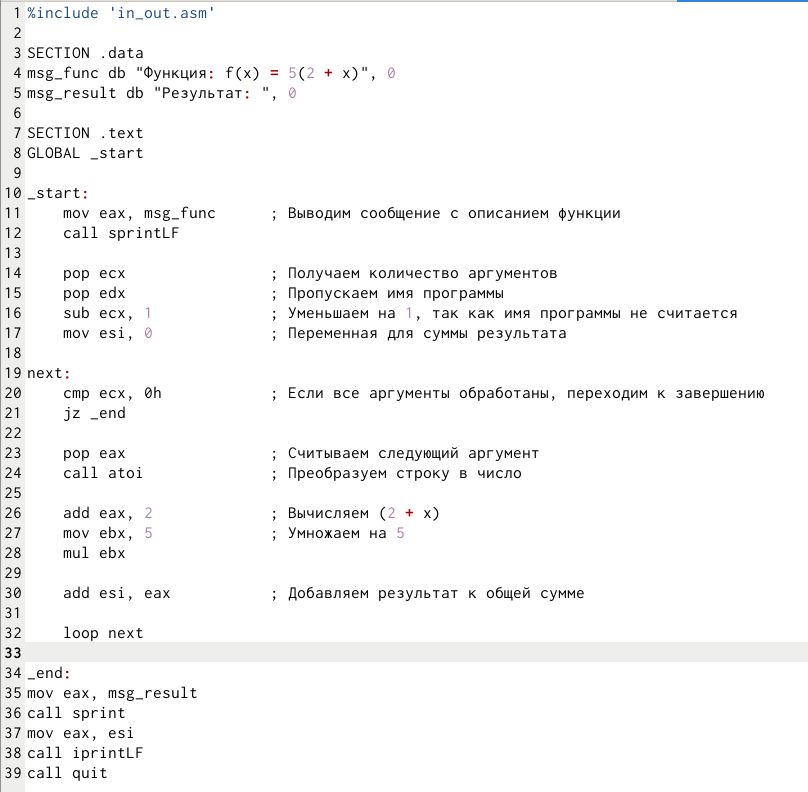 1 %include 'in_out.asm'
2
3 SECTION .data
4 msg_func db "Функция: f(x) = 5(2 + x)", 0
5 msg_result db "Результат: ", 0
6
7 SECTION .text
8 GLOBAL _start
9
10 _start:
11     mov eax, msg_func      ; Выводим сообщение с описанием функции
12     call sprintLF
13
14     pop ecx                ; Получаем количество аргументов
15     pop edx                ; Пропускаем имя программы
16     sub ecx, 1             ; Уменьшаем на 1, так как имя программы не считается
17     mov esi, 0             ; Переменная для суммы результата
18
19 next:
20     cmp ecx, 0h            ; Если все аргументы обработаны, переходим к завершению
21     jz _end
22
23     pop eax                ; Считываем следующий аргумент
24     call atoi              ; Преобразуем строку в число
25
26     add eax, 2             ; Вычисляем (2 + x)
27     mov ebx, 5             ; Умножаем на 5
28     mul ebx
29
30     add esi, eax           ; Добавляем результат к общей сумме
31
32     loop next
33
34 _end:
35 mov eax, msg_result
36 call sprint
37 mov eax, esi
38 call iprintLF
39 call quit